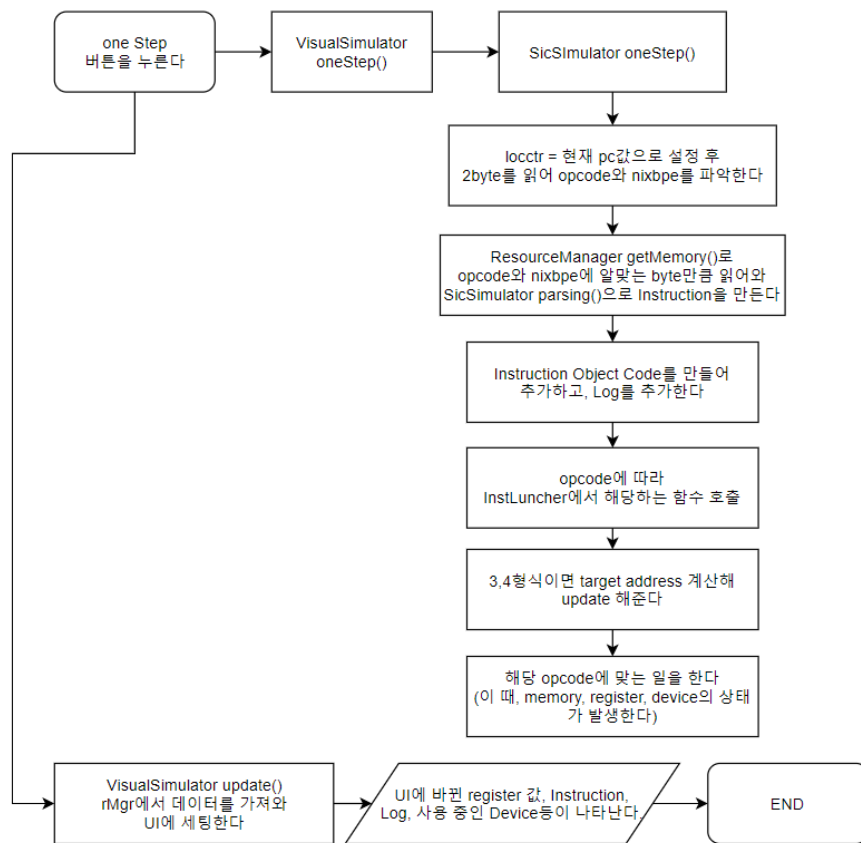 one Step
버튼을 누른다
VisualSimulator
oneStep()
SicSImulator oneStep()
locctr = 현재 pc값으로 설정 후
2byte를 읽어 opcode와 nixbpe를 파악한다
ResourceManager getMemory()로
opcode와 nixbpe에 알맞는 byte만큼 읽어와
SicSimulator parsing()으로 Instruction을 만든다
Instruction Object Code를 만들어
추가하고, Log를 추가한다
opcode에 따라
InstLuncher에서 해당하는 함수 호출
3,4형식이면 target address 계산해
update 해준다
해당 opcode에 맞는 일을 한다
(이 때, memory, register, device의 상태
가 발생한다)
VisualSimulator update()
rMgr에서 데이터를 가져와
UI에 세팅한다
UI에 바뀐 register 값, Instruction,
Log, 사용 중인 Device등이 나타난다.
END